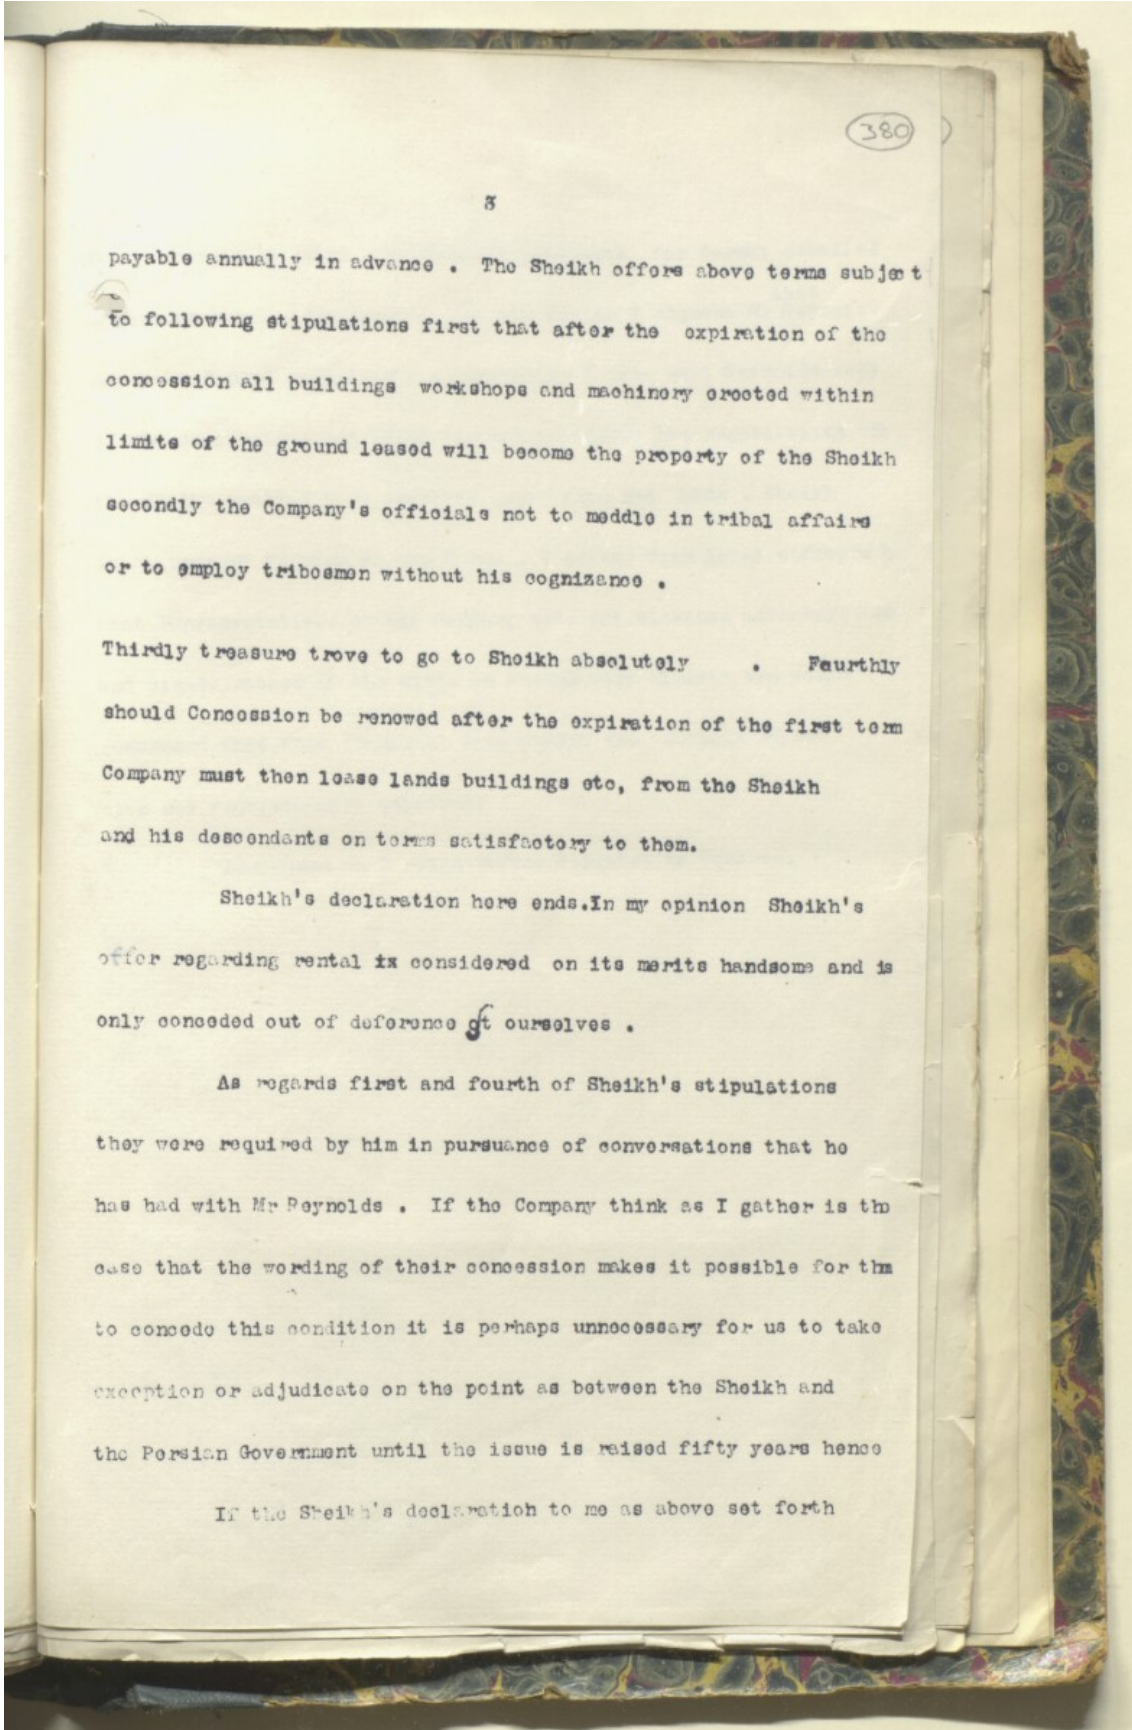 380
3
payable annually in advance . The Sheikh offers above terms subject
to following stipulations first that after the expiration of the
concession all buildings workshops and machinery erected within
limits of the ground leased will become the property of the Sheikh
secondly the Company's officials not to meddle in tribal affairs
or to employ tribesmen without his cognizance .
Thirdly treasure trove to go to Sheikh absolutely . Feurthly
should Concession be renewed after the expiration of the first term
Company must then lease lands buildings etc, from the Sheikh
and his descendants on terms satisfactory to them.
Sheikh's declaration here ends.In my opinion Sheikh's
offer regarding rental ix considered on its merits handsome and is
only conceded out of deference ourselves .
As regards first and fourth of Sheikh's stipulations
they were required by him in pursuance of conversations that he
has had with Mr Reynolds . If the Company think as I gather is the
case that the wording of their concession makes it possible for thm
to concede this condition it is perhaps unnecessary for us to take
exception or adjudicate on the point as between the Sheikh and
the Persian Government until the issue is raised fifty years hence
If the Sheikh's declaration to me as above set forth